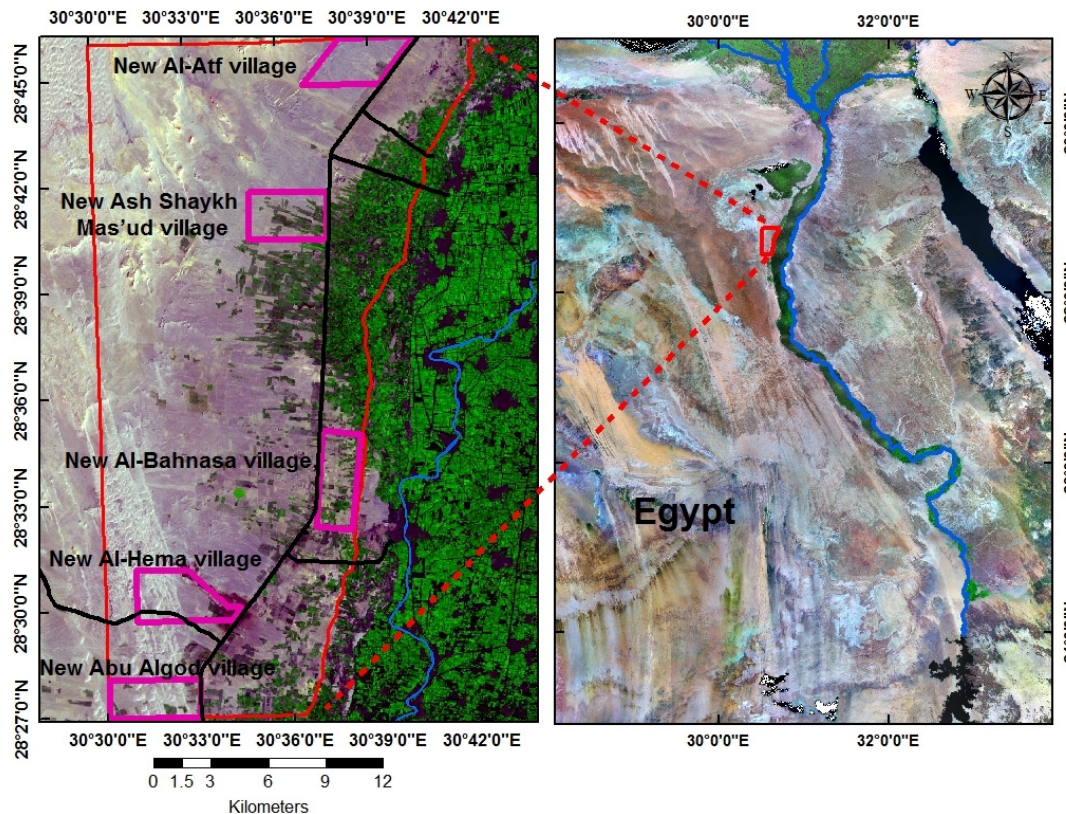 30°30'0"E 30°33'0"E 30°36'0"E 30°39'0"E 30°42'0"E
30°0'0"E 32°0'0"E
28°45'0"N
28°42'0"N
28°39'0"N
28°36'0"N
28°33'0"N
28°30'0"N
28°27'0"N
New Al-Atf village
New Ash Shaykh
Mas'ud village
New Al-Bahnasa village
New Al-Hema village
New Abu Algod village
N
W E
S
Egypt
30°30'0"E 30°33'0"E 30°36'0"E 30°39'0"E 30°42'0"E
30°0'0"E 32°0'0"E
0 1.5 3 6 9 12
Kilometers